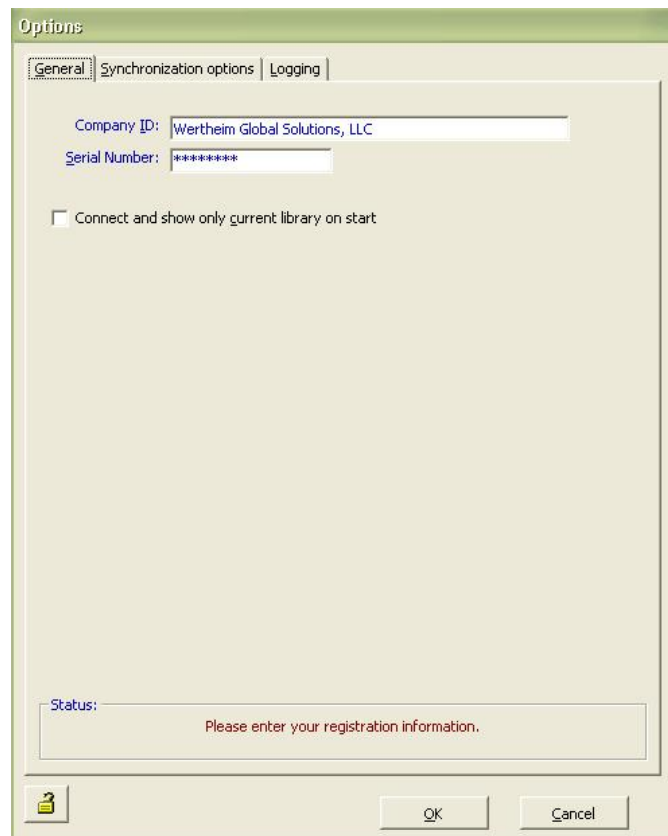 Options
General Synchronization options Logging
Company ID: Wertheim Global Solutions, LLC
Serial Number: ********
Connect and show only current library on start
Status:
Please enter your registration information.
OK Cancel